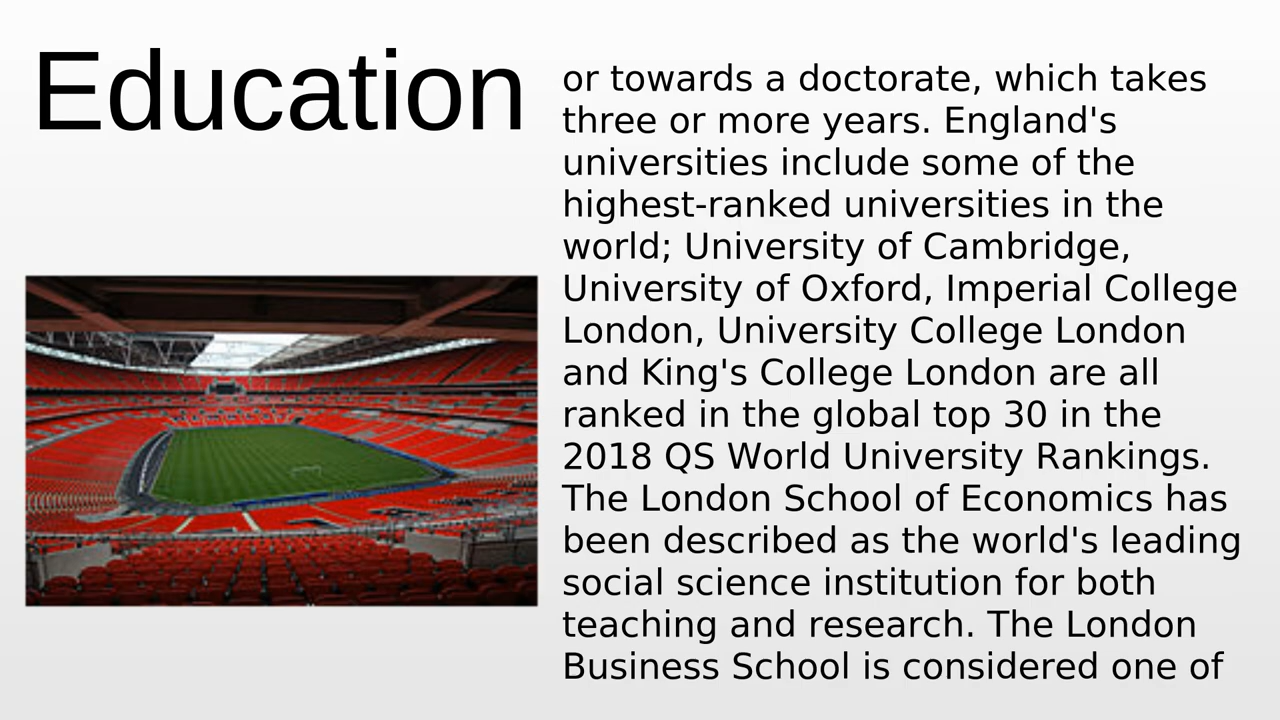 Education
or towards a doctorate, which takes
three or more years. England's
universities include some of the
highest-ranked universities in the
world; University of Cambridge,
University of Oxford, Imperial College
London, University College London
and King's College London are all
ranked in the global top 30 in the
2018 QS World University Rankings.
The London School of Economics has
been described as the world's leading
social science institution for both
teaching and research. The London
Business School is considered one of